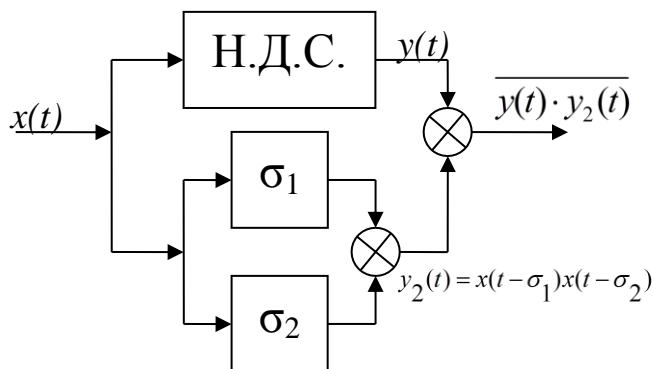 Н.Д.С.
y(t)
x(t)
y(t)·y₂(t)
σ₁
y₂(t) = x(t−σ₁)x(t−σ₂)
σ₂